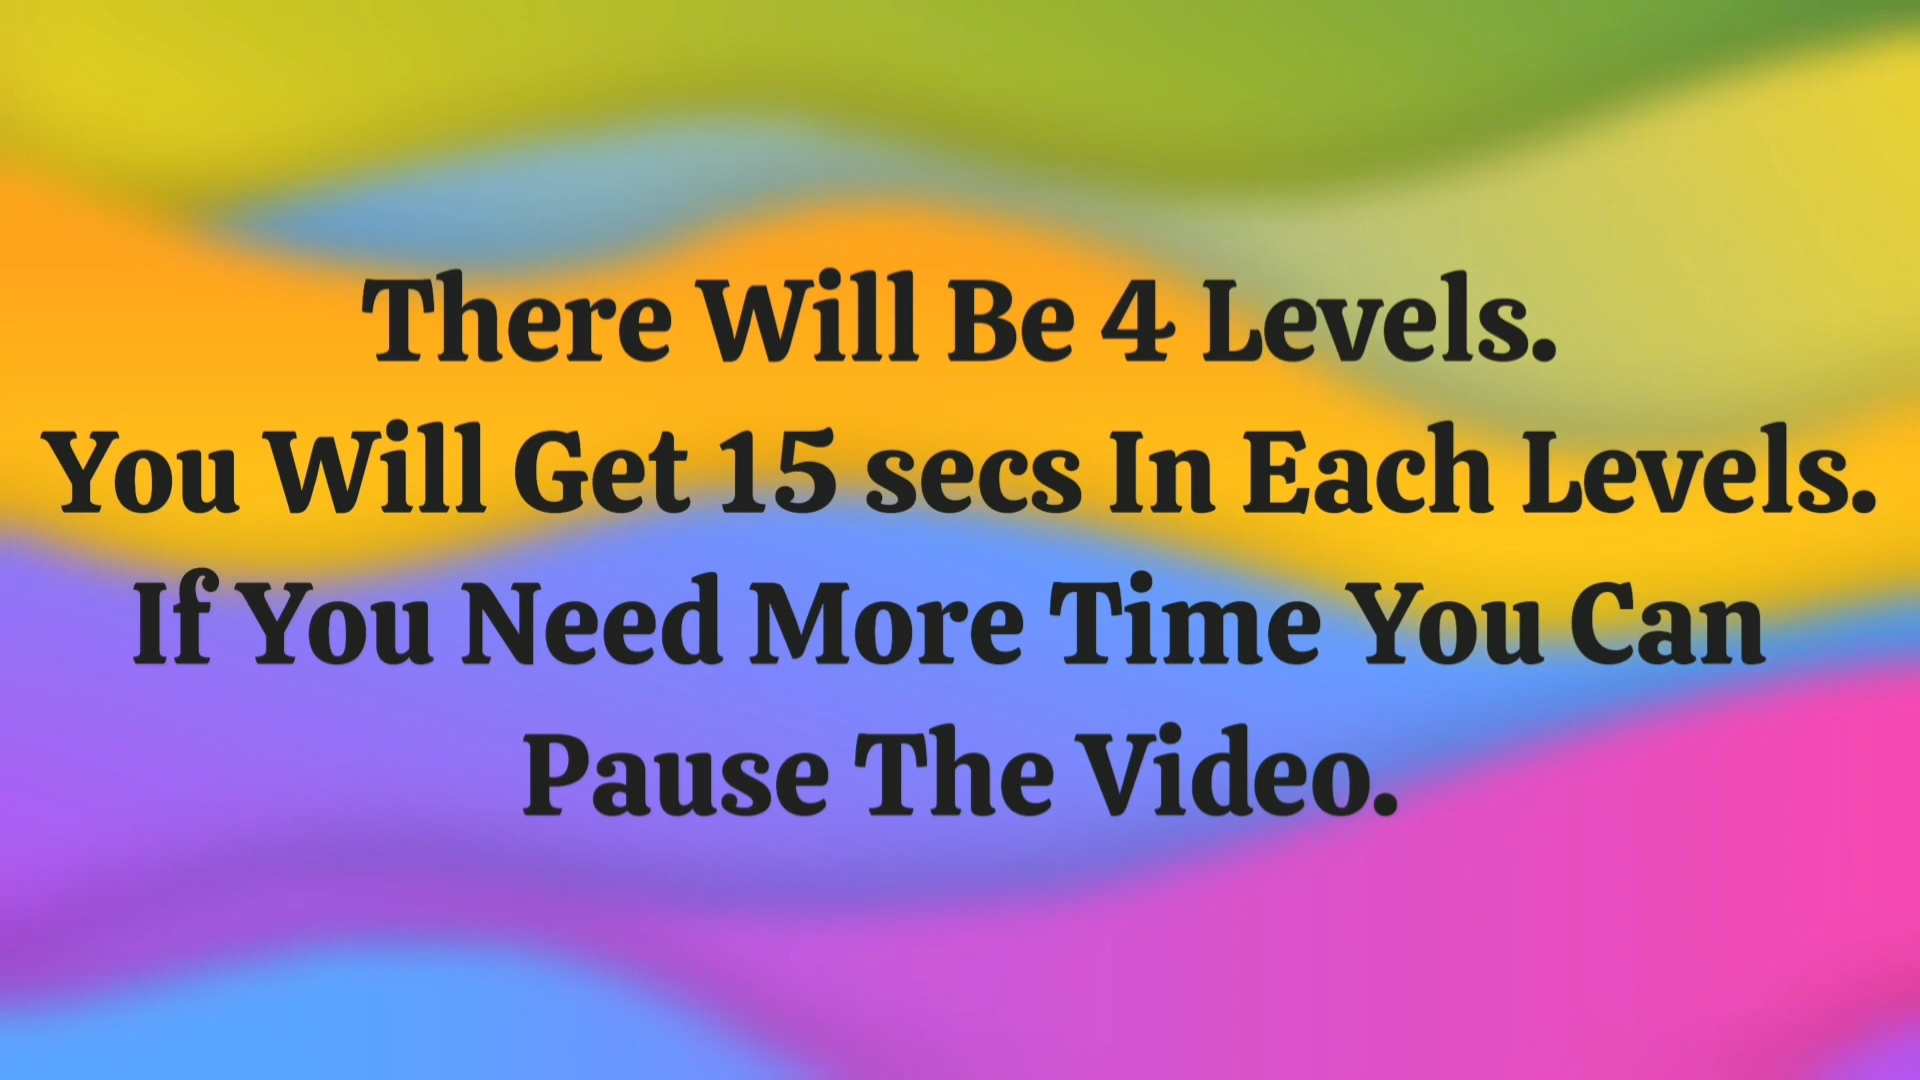 There Will Be 4 Levels.
You Will Get 15 secs In Each Levels.
If You Need More Time You Can
Pause The Video.